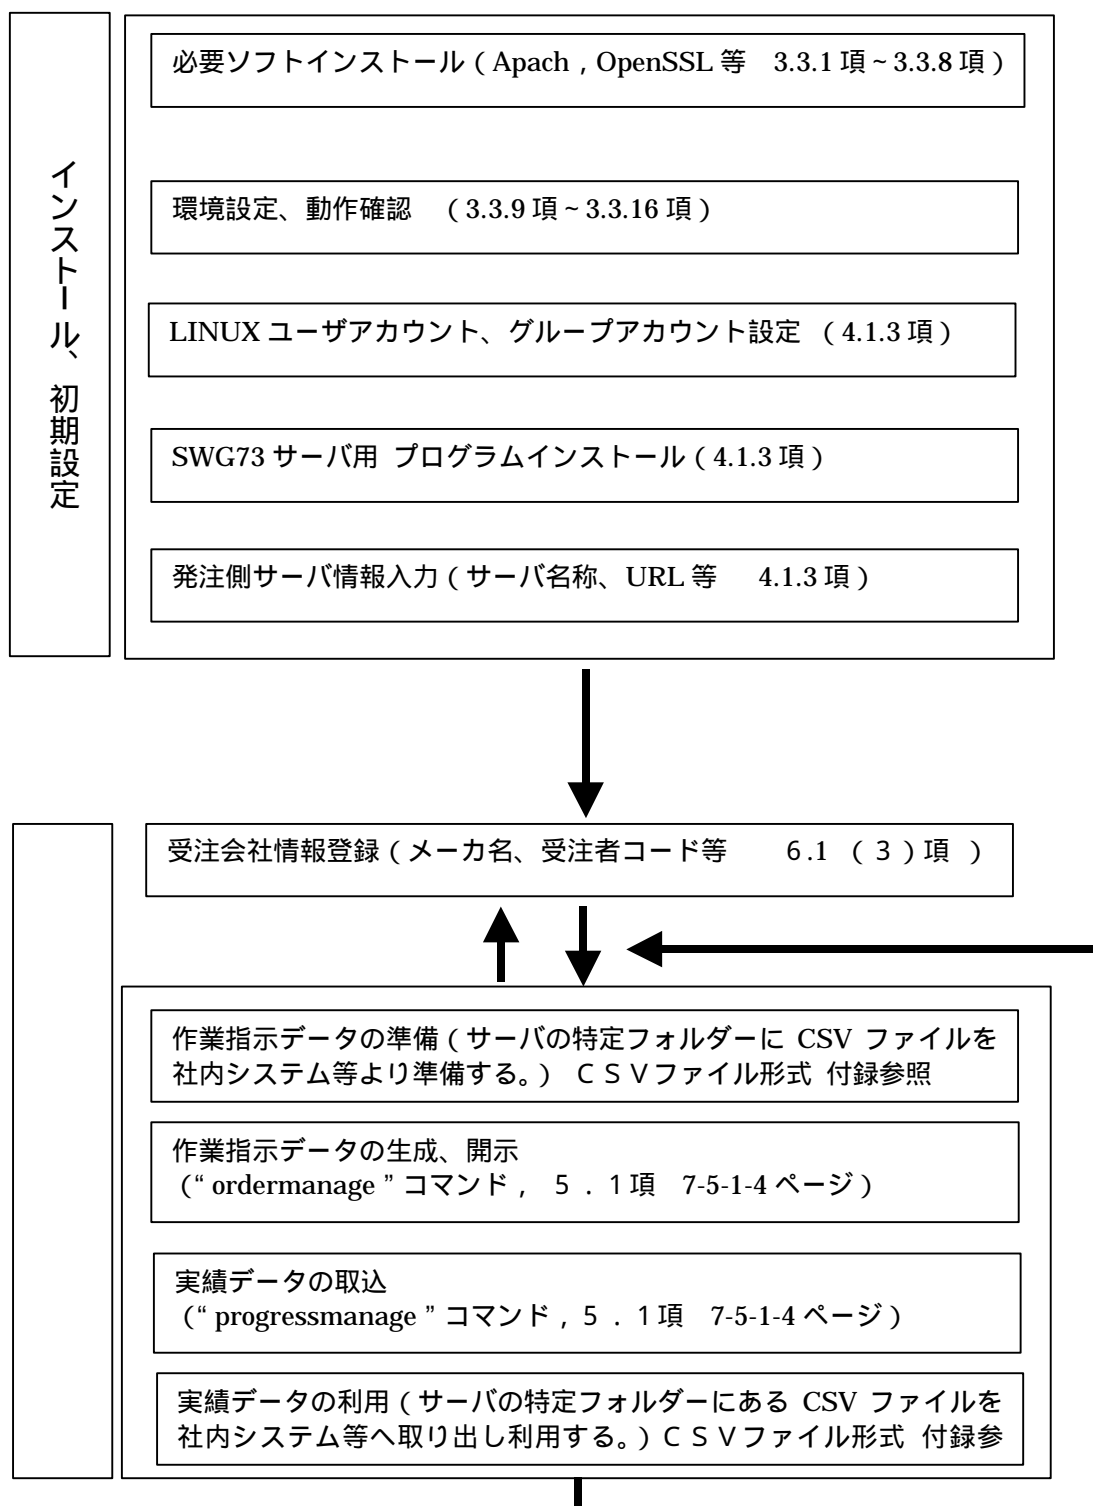 インストール、初期設定
必要ソフトインストール（Apach，OpenSSL 等　3.3.1 項~3.3.8 項）
環境設定、動作確認　（3.3.9 項~3.3.16 項）
LINUX ユーザアカウント、グループアカウント設定　（4.1.3 項）
SWG73 サーバ用 プログラムインストール（4.1.3 項）
発注側サーバ情報入力（サーバ名称、URL 等　4.1.3 項）
受注会社情報登録（メーカ名、受注者コード等　　６.1 （３）項 ）
作業指示データの準備（サーバの特定フォルダーに CSV ファイルを
社内システム等より準備する。） ＣＳＶファイル形式 付録参照
作業指示データの生成、開示
（“ordermanage”コマンド， ５．１項　7-5-1-4 ページ）
実績データの取込
（“progressmanage”コマンド，５．１項　7-5-1-4 ページ）
実績データの利用（サーバの特定フォルダーにある CSV ファイルを
社内システム等へ取り出し利用する。）ＣＳＶファイル形式 付録参